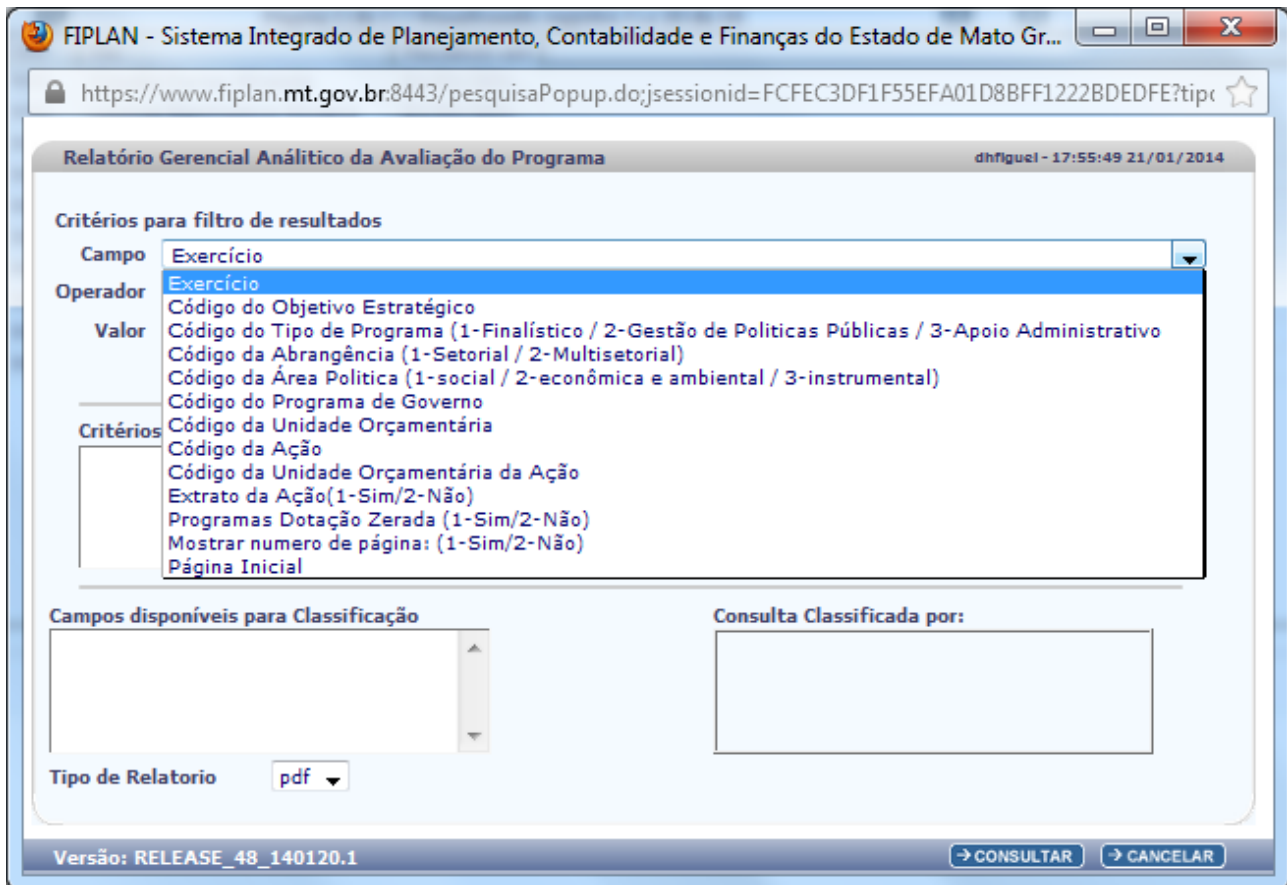 FIPLAN - Sistema Integrado de Planejamento, Contabilidade e Finanças do Estado de Mato Gr...
https://www.fiplan.mt.gov.br:8443/pesquisaPopup.do;jsessionid=FCFEC3DF1F55EFA01D8BFF1222BDEDFE?tipo
Relatório Gerencial Análitico da Avaliação do Programa
dhfiguei - 17:55:49 21/01/2014
Critérios para filtro de resultados
Campo Exercício
Operador
Valor
Exercício
Código do Objetivo Estratégico
Código do Tipo de Programa (1-Finalístico / 2-Gestão de Politicas Públicas / 3-Apoio Administrativo
Código da Abrangência (1-Setorial / 2-Multisetorial)
Código da Área Politica (1-social / 2-econômica e ambiental / 3-instrumental)
Código do Programa de Governo
Código da Unidade Orçamentária
Código da Ação
Código da Unidade Orçamentária da Ação
Extrato da Ação(1-Sim/2-Não)
Programas Dotação Zerada (1-Sim/2-Não)
Mostrar numero de página: (1-Sim/2-Não)
Página Inicial
Critérios
Campos disponíveis para Classificação
Consulta Classificada por:
Tipo de Relatorio pdf
Versão: RELEASE_48_140120.1
CONSULTAR
CANCELAR